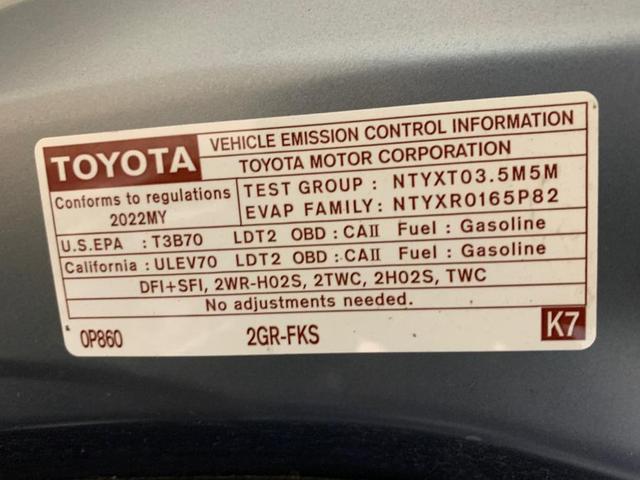 TOYOTA
VEHICLE EMISSION CONTROL INFORMATION
TOYOTA MOTOR CORPORATION
Conforms to regulations
2022MY
TEST GROUP : NTYXT03.5M5M
EVAP FAMILY: NTYXR0165P82
U.S.EPA : T3B70 LDT2 OBD : CAII Fuel : Gasoline
California : ULEV70 LDT2 OBD : CAII Fuel : Gasoline
DFI+SFI, 2WR-HO2S, 2TWC, 2HO2S, TWC
No adjustments needed.
0P860 2GR-FKS K7